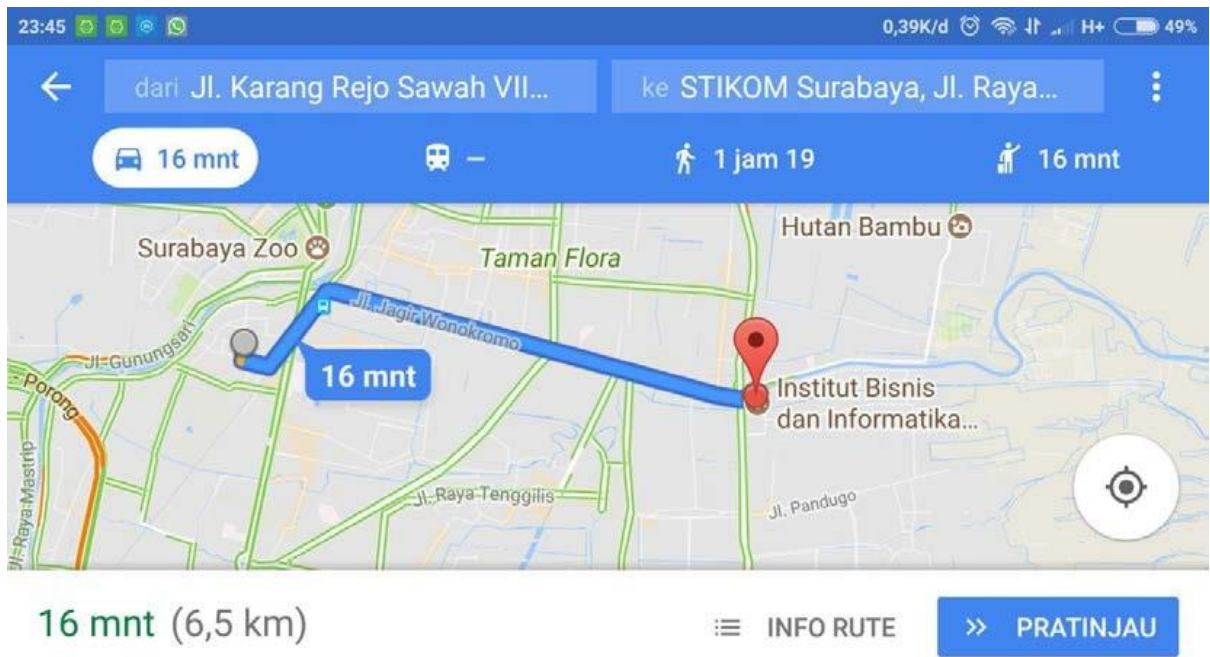 23:45 0,39K/d H+ 49%
dari Jl. Karang Rejo Sawah VII... ke STIKOM Surabaya, Jl. Raya...
16 mnt – 1 jam 19 16 mnt
Hutan Bambu
Surabaya Zoo
Taman Flora
Jl. Jagir Wonokromo
Jl. Gunungsari
16 mnt
Porong
Institut Bisnis
dan Informatika...
Jl. Raya Mastrip
Jl. Raya Tenggilis
Jl. Pandugo
16 mnt (6,5 km) INFO RUTE PRATINJAU